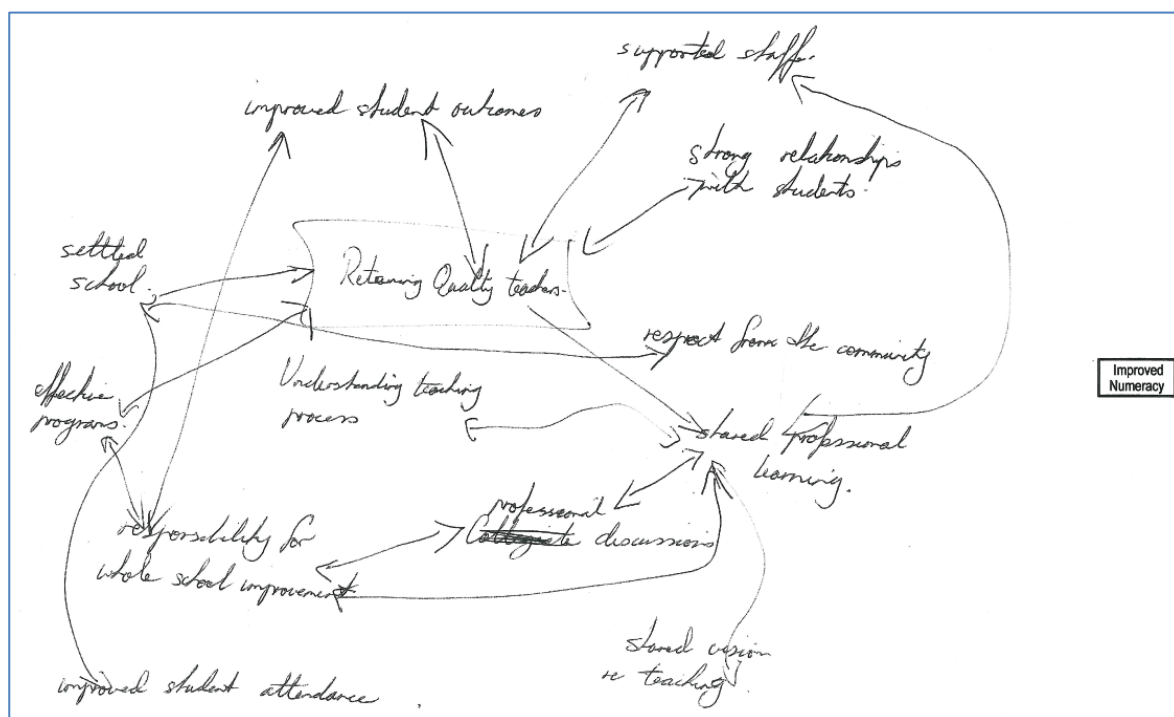 supported staff.
improved student outcomes
strong relationships
with students.
settled
school.
Retaining Quality teachers.
respect from the community
Improved
Numeracy
effective
programs.
Understanding teaching
process
shared professional
learning.
professional
discussions
responsibility for
whole school improvement.
shared vision
re teaching
improved student attendance.